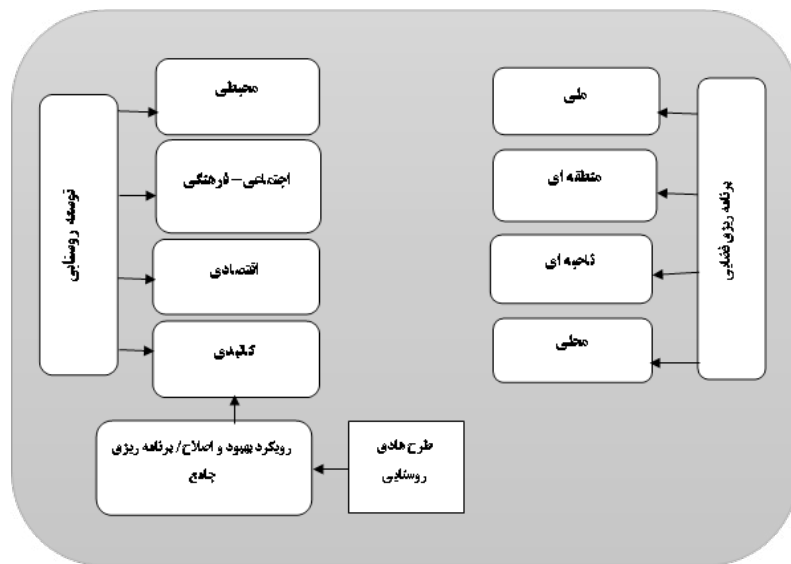 برنامه ریزی فضایی
ملی
منطقه ای
ناحیه ای
محلی
توسعه روستایی
محیطی
اجتماعی- فرهنگی
اقتصادی
کالبدی
طرح هادی
روستایی
رویکرد بهبود و اصلاح/ برنامه ریزی
جامع